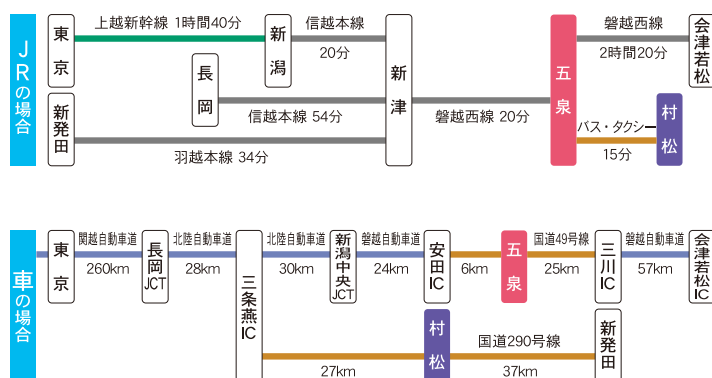 JRの場合
東京
上越新幹線 1時間40分
新潟
信越本線
20分
新津
五泉
磐越西線
2時間20分
会津若松
長岡
信越本線 54分
磐越西線 20分
新発田
羽越本線 34分
バス・タクシー
15分
村松
車の場合
東京
関越自動車道
260km
長岡JCT
北陸自動車道
28km
三条燕IC
北陸自動車道
30km
新潟中央JCT
磐越自動車道
24km
安田IC
6km
五泉
国道49号線
25km
三川IC
磐越自動車道
57km
会津若松IC
27km
村松
国道290号線
37km
新発田